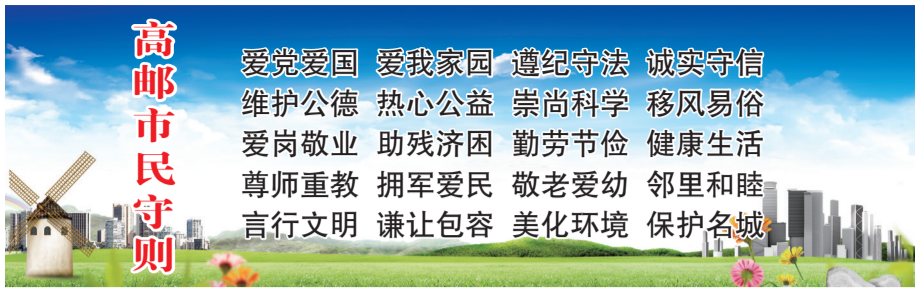 高邮市民守则
爱党爱国 爱我家园 遵纪守法 诚实守信
维护公德 热心公益 崇尚科学 移风易俗
爱岗敬业 助残济困 勤劳节俭 健康生活
尊师重教 拥军爱民 敬老爱幼 邻里和睦
言行文明 谦让包容 美化环境 保护名城